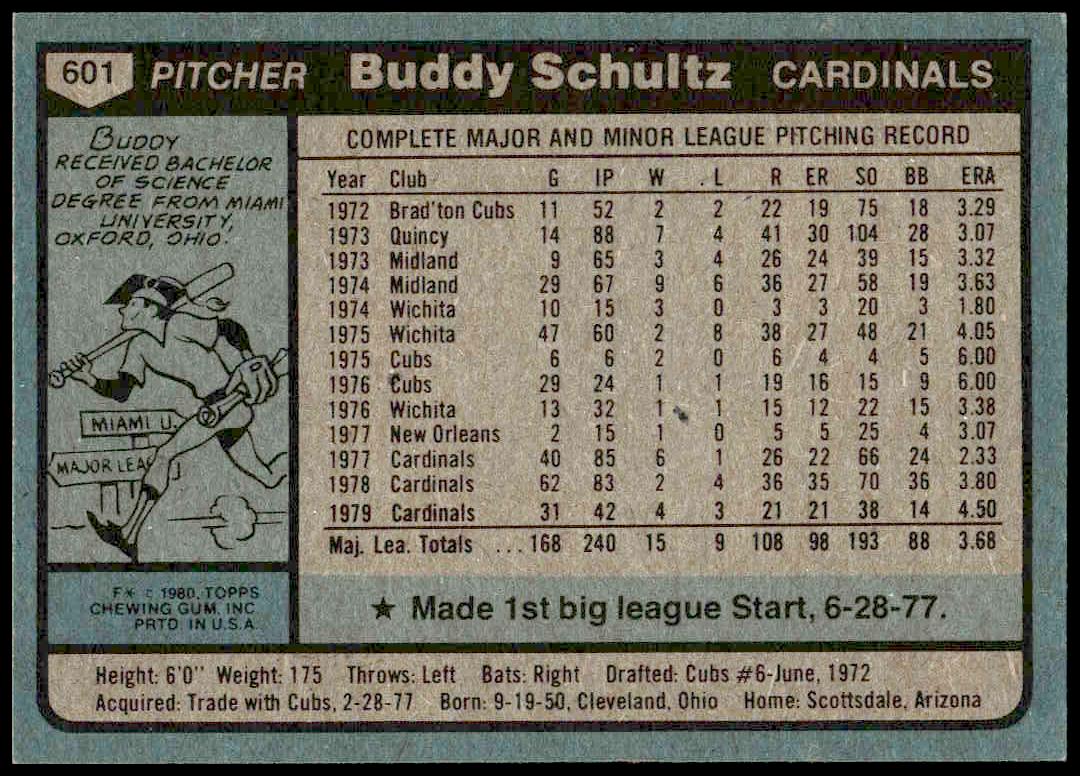 601 PITCHER Buddy Schultz CARDINALS
BUDDY
RECEIVED BACHELOR
OF SCIENCE
DEGREE FROM MIAMI
UNIVERSITY,
OXFORD, OHIO.
MIAMI U.
MAJOR LEA
F* © 1980, TOPPS
CHEWING GUM, INC
PRTD. IN U.S.A.
COMPLETE MAJOR AND MINOR LEAGUE PITCHING RECORD
Year Club G IP W L R ER SO BB ERA
1972 Brad'ton Cubs 11 52 2 2 22 19 75 18 3.29
1973 Quincy 14 88 7 4 41 30 104 28 3.07
1973 Midland 9 65 3 4 26 24 39 15 3.32
1974 Midland 29 67 9 6 36 27 58 19 3.63
1974 Wichita 10 15 3 0 3 3 20 3 1.80
1975 Wichita 47 60 2 8 38 27 48 21 4.05
1975 Cubs 6 6 2 0 6 4 4 5 6.00
1976 Cubs 29 24 1 1 19 16 15 9 6.00
1976 Wichita 13 32 1 1 15 12 22 15 3.38
1977 New Orleans 2 15 1 0 5 5 25 4 3.07
1977 Cardinals 40 85 6 1 26 22 66 24 2.33
1978 Cardinals 62 83 2 4 36 35 70 36 3.80
1979 Cardinals 31 42 4 3 21 21 38 14 4.50
Maj. Lea. Totals ... 168 240 15 9 108 98 193 88 3.68
★ Made 1st big league Start, 6-28-77.
Height: 6'0" Weight: 175 Throws: Left Bats: Right Drafted: Cubs #6-June, 1972
Acquired: Trade with Cubs, 2-28-77 Born: 9-19-50, Cleveland, Ohio Home: Scottsdale, Arizona